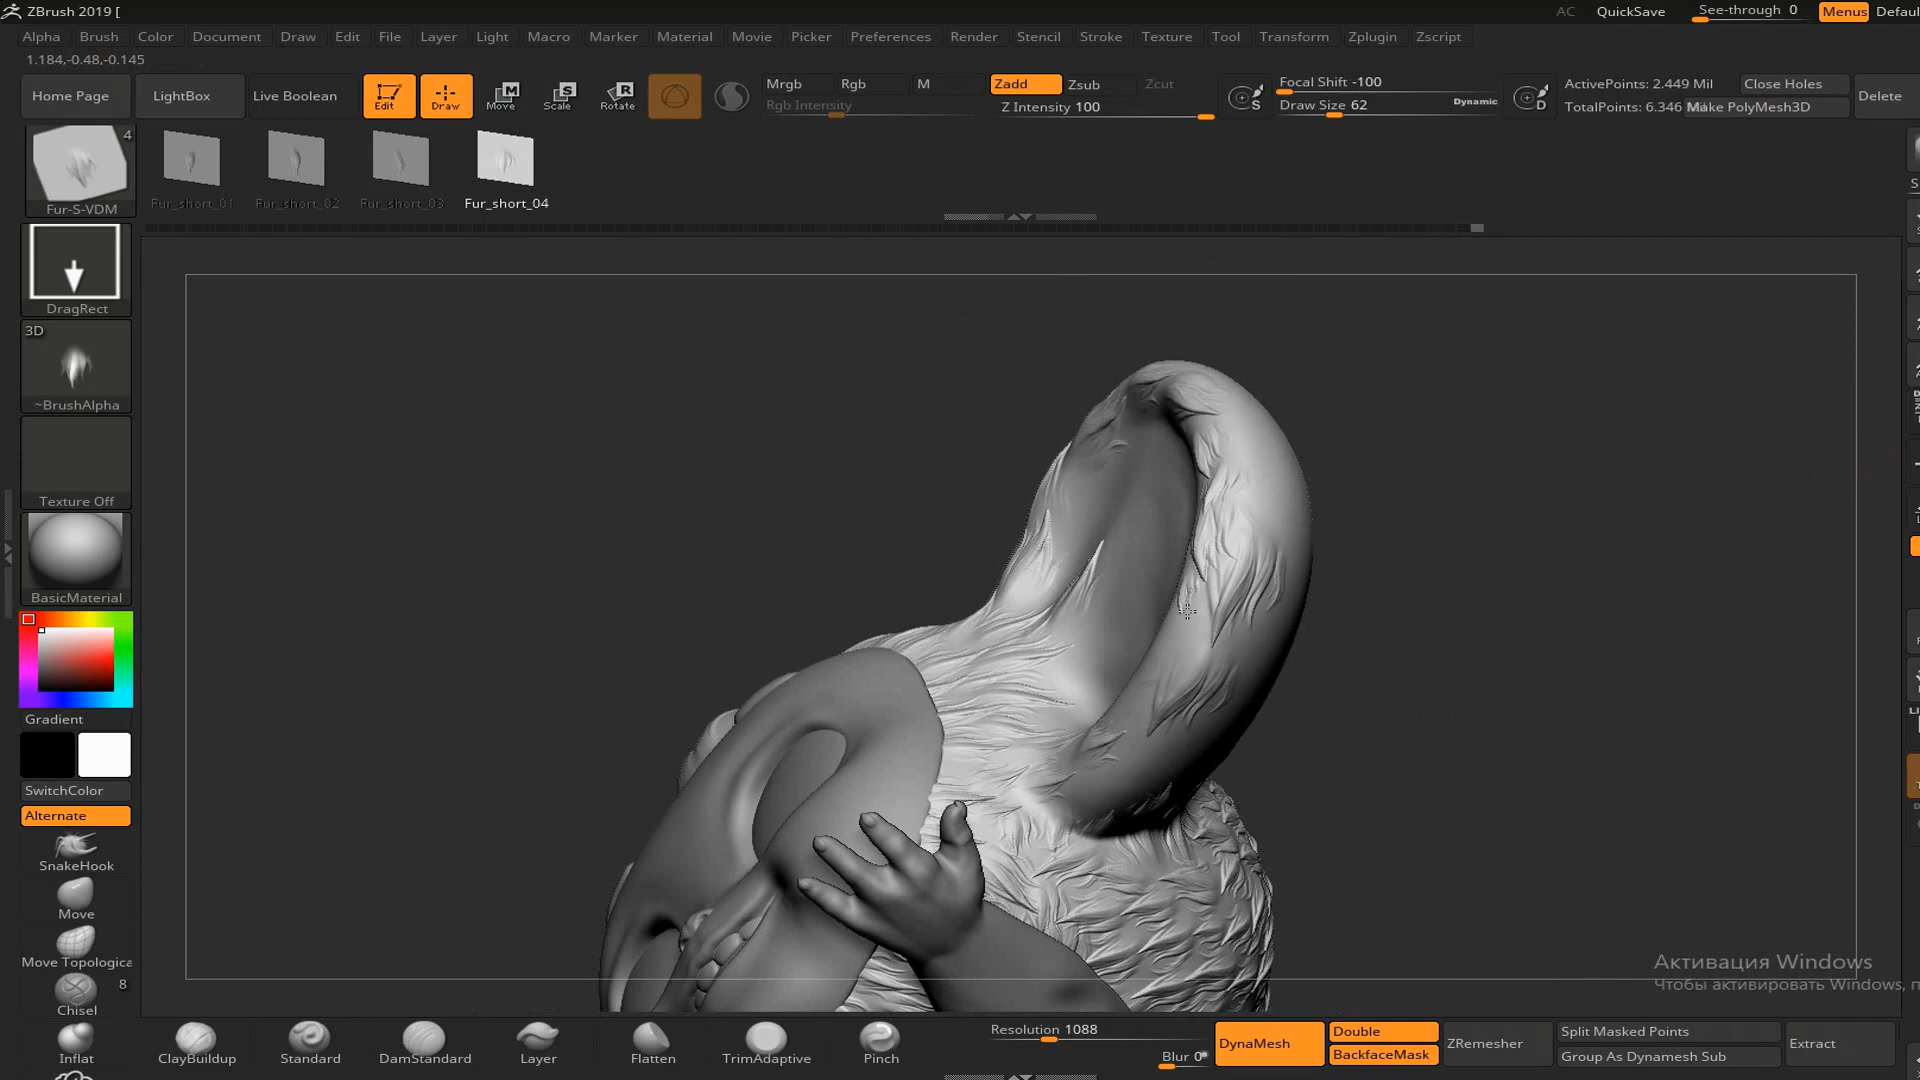 ZBrush 2019 [
AC QuickSave See-through 0 Menus Defau
Alpha Brush Color Document Draw Edit File Layer Light Macro Marker Material Movie Picker Preferences Render Stencil Stroke Texture Tool Transform Zplugin Zscript
1.184,-0.48,-0.145
Home Page LightBox Live Boolean Edit Draw Move Scale Rotate
Mrgb Rgb M Zadd Zsub Zcut
Rgb Intensity Z Intensity 100
Focal Shift -100
Draw Size 62 Dynamic
ActivePoints: 2.449 Mil Close Holes
TotalPoints: 6.346 Make PolyMesh3D
Delete
4
Fur-S-VDM Fur_short_01 Fur_short_02 Fur_short_03 Fur_short_04
DragRect
3D
~BrushAlpha
Texture Off
BasicMaterial
Gradient
SwitchColor
Alternate
SnakeHook
Move
Move Topologica
8
Chisel
Inflat
ClayBuildup Standard DamStandard Layer Flatten TrimAdaptive Pinch
Resolution 1088
Blur 0
DynaMesh
Double
BackfaceMask
ZRemesher
Split Masked Points
Group As Dynamesh Sub
Extract
Активация Windows
Чтобы активировать Windows, п